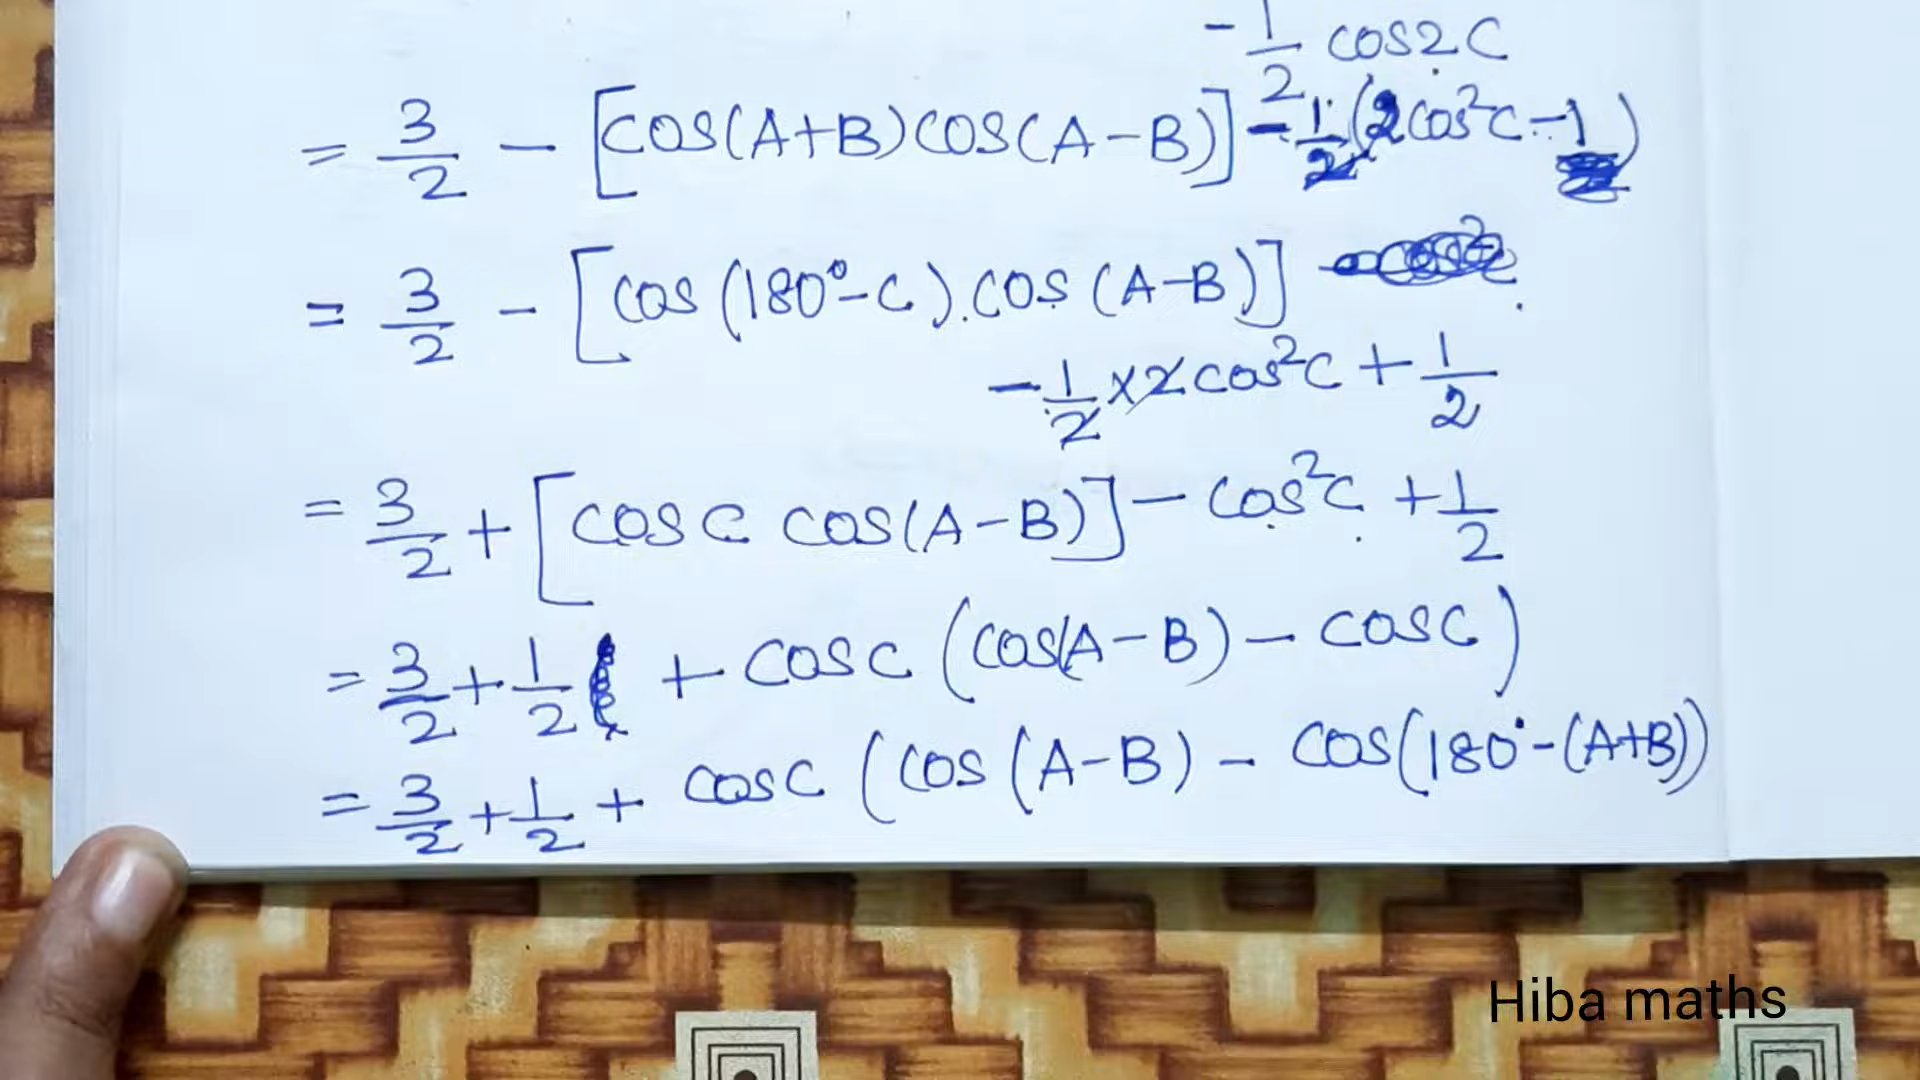 - 1/2 cos2C
= 3/2 - [cos(A+B)cos(A-B)] - 1/2 (2cos²C - 1)
= 3/2 - [cos(180°-C).cos(A-B)]
- 1/2 × 2cos²C + 1/2
= 3/2 + [cosC cos(A-B)] - cos²C + 1/2
= 3/2 + 1/2 + cosC (cos(A-B) - cosC)
= 3/2 + 1/2 + cosC (cos(A-B) - cos(180°-(A+B))
Hiba maths